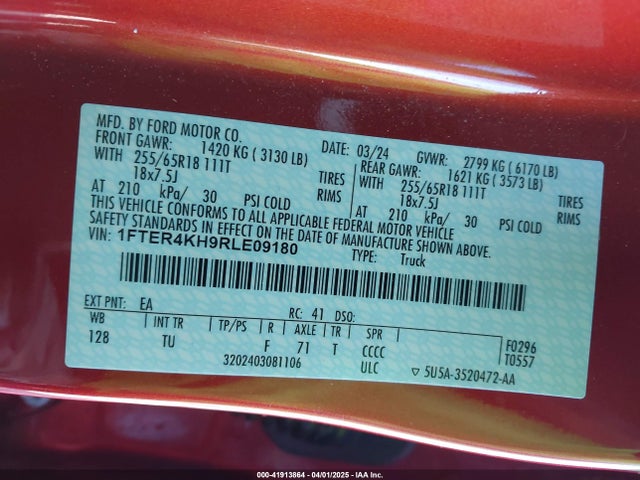 MFD. BY FORD MOTOR CO.
DATE: 03/24 GVWR: 2799 KG ( 6170 LB)
FRONT GAWR: 1420 KG ( 3130 LB) REAR GAWR: 1621 KG ( 3573 LB)
WITH 255/65R18 111T TIRES WITH 255/65R18 111T TIRES
18x7.5J RIMS 18x7.5J RIMS
AT 210 kPa/ 30 PSI COLD AT 210 kPa/ 30 PSI COLD
THIS VEHICLE CONFORMS TO ALL APPLICABLE FEDERAL MOTOR VEHICLE
SAFETY STANDARDS IN EFFECT ON THE DATE OF MANUFACTURE SHOWN ABOVE.
VIN: 1FTER4KH9RLE09180 TYPE: Truck
EXT PNT: EA RC: 41 DSO:
WB INT TR TP/PS R AXLE TR SPR F0296
128 TU F 71 T CCCC T0557
3202403081106 ULC ▽ 5U5A-3520472-AA
000-41913864 - 04/01/2025 - IAA Inc.